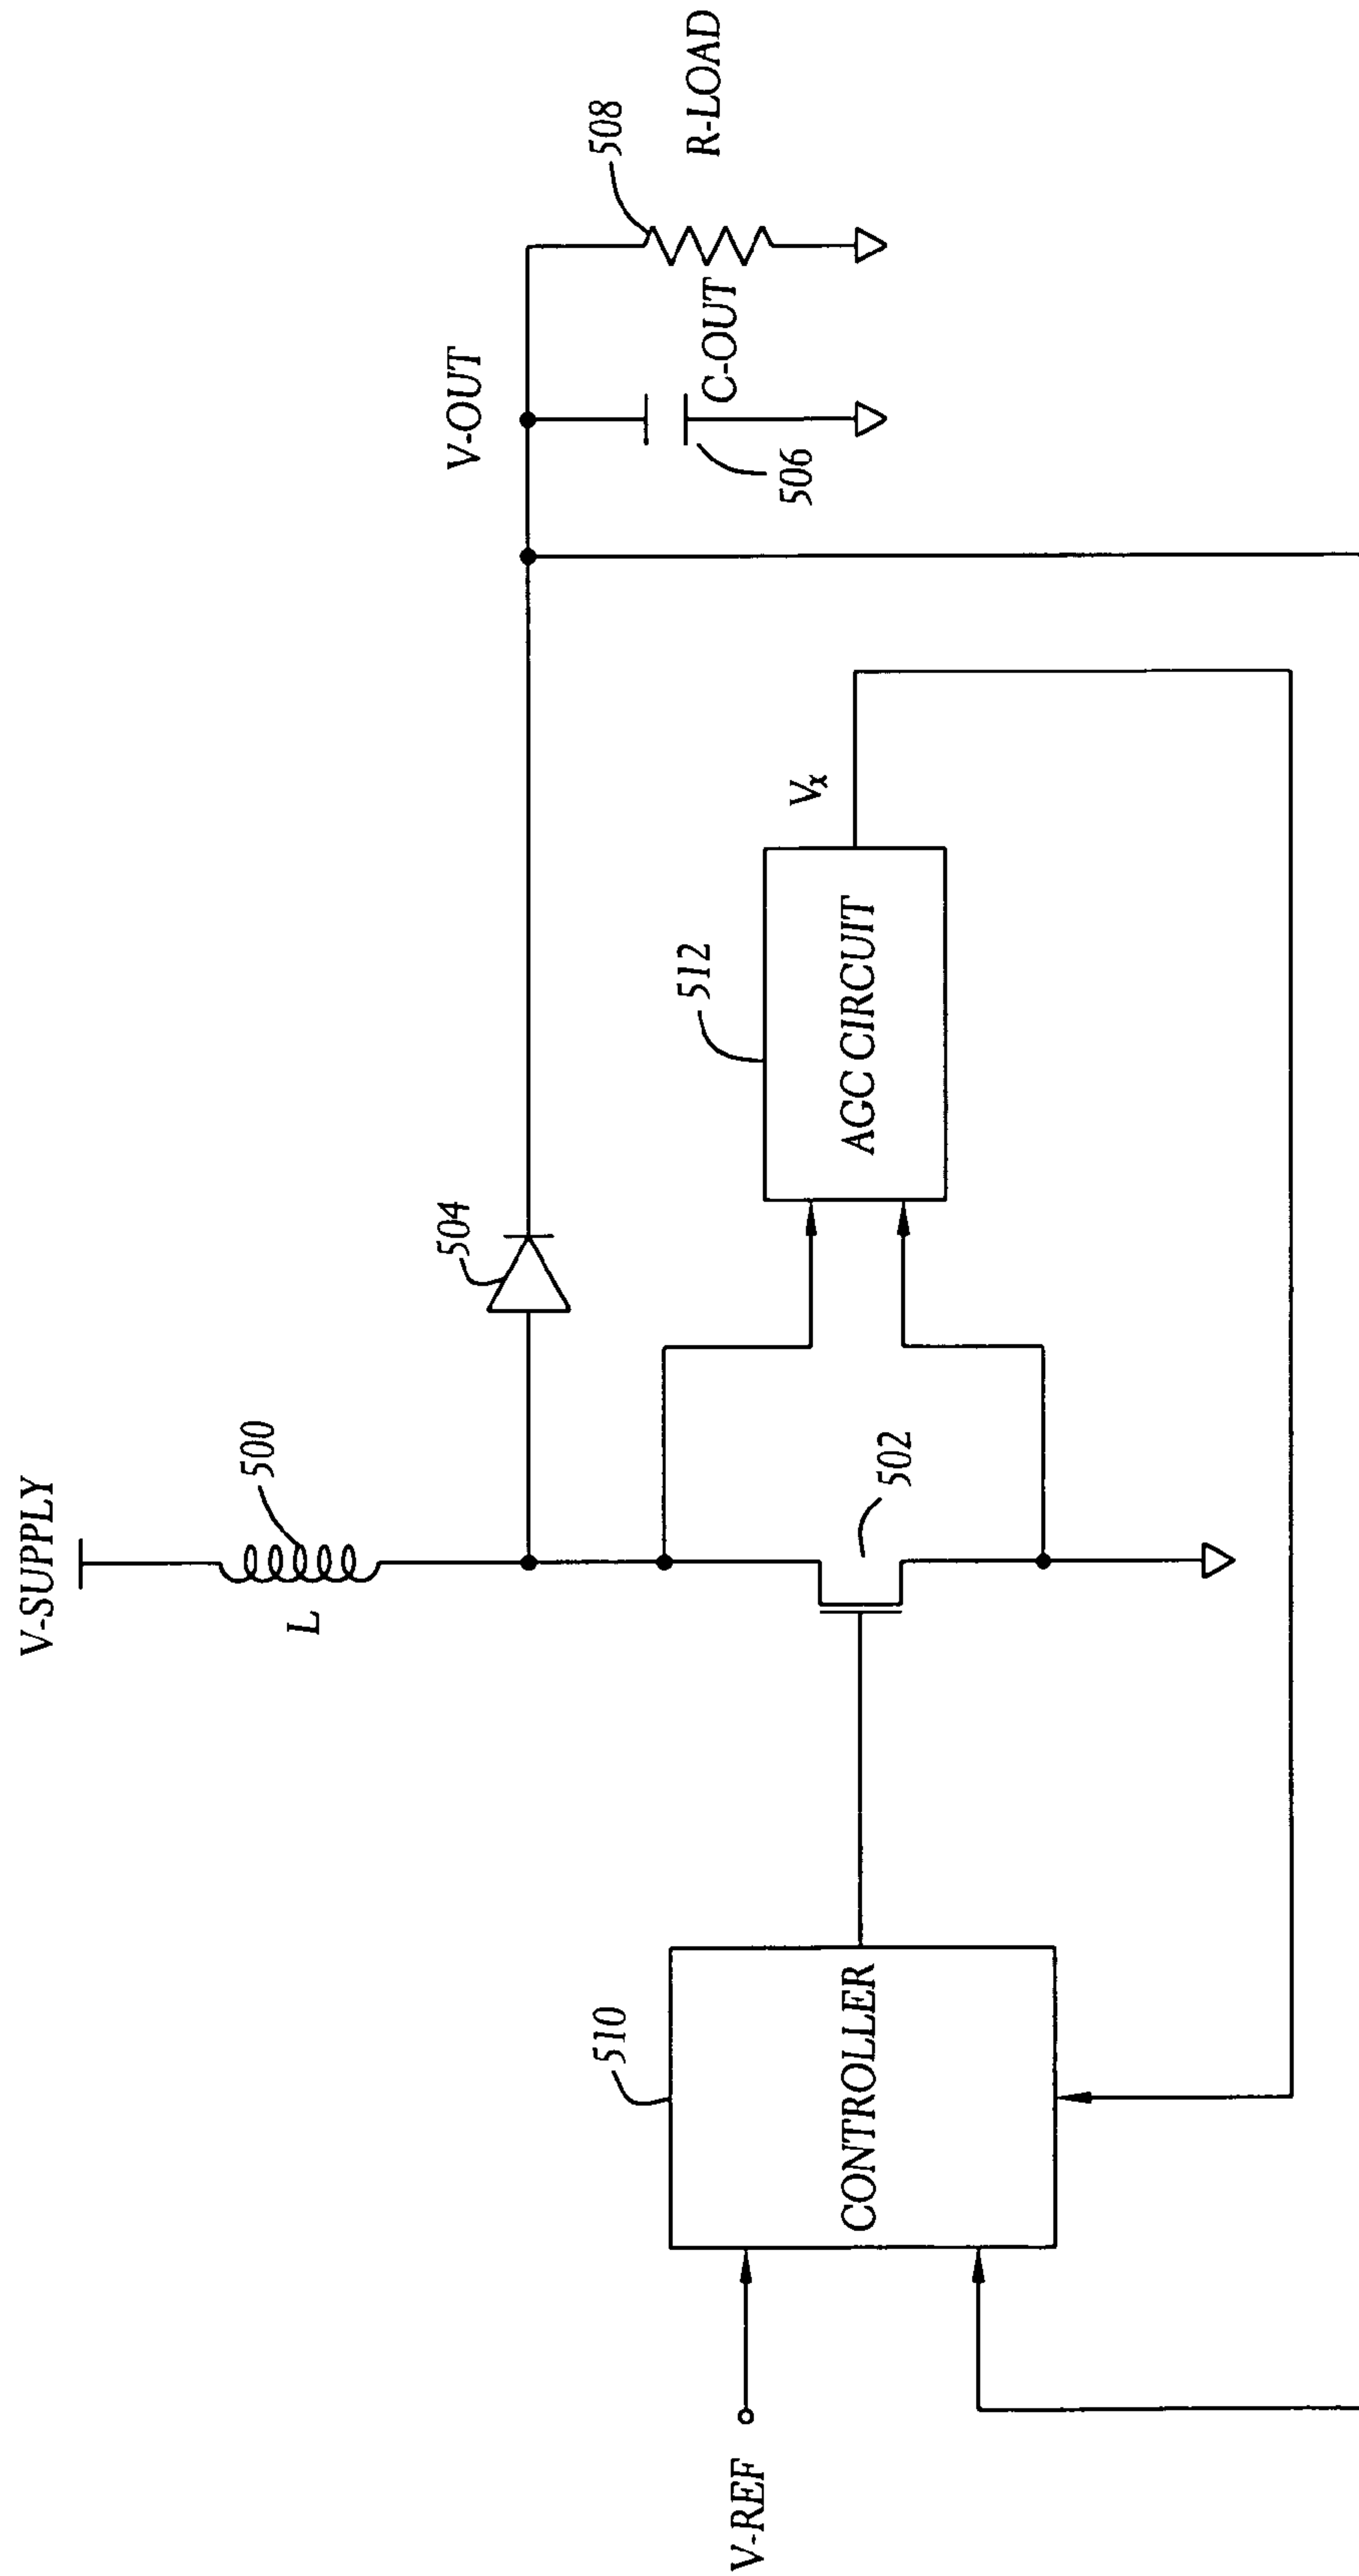 V-SUPPLY
L
500
504
V-OUT
508
R-LOAD
C-OUT
506
502
512
AGC CIRCUIT
Vx
510
CONTROLLER
V-REF